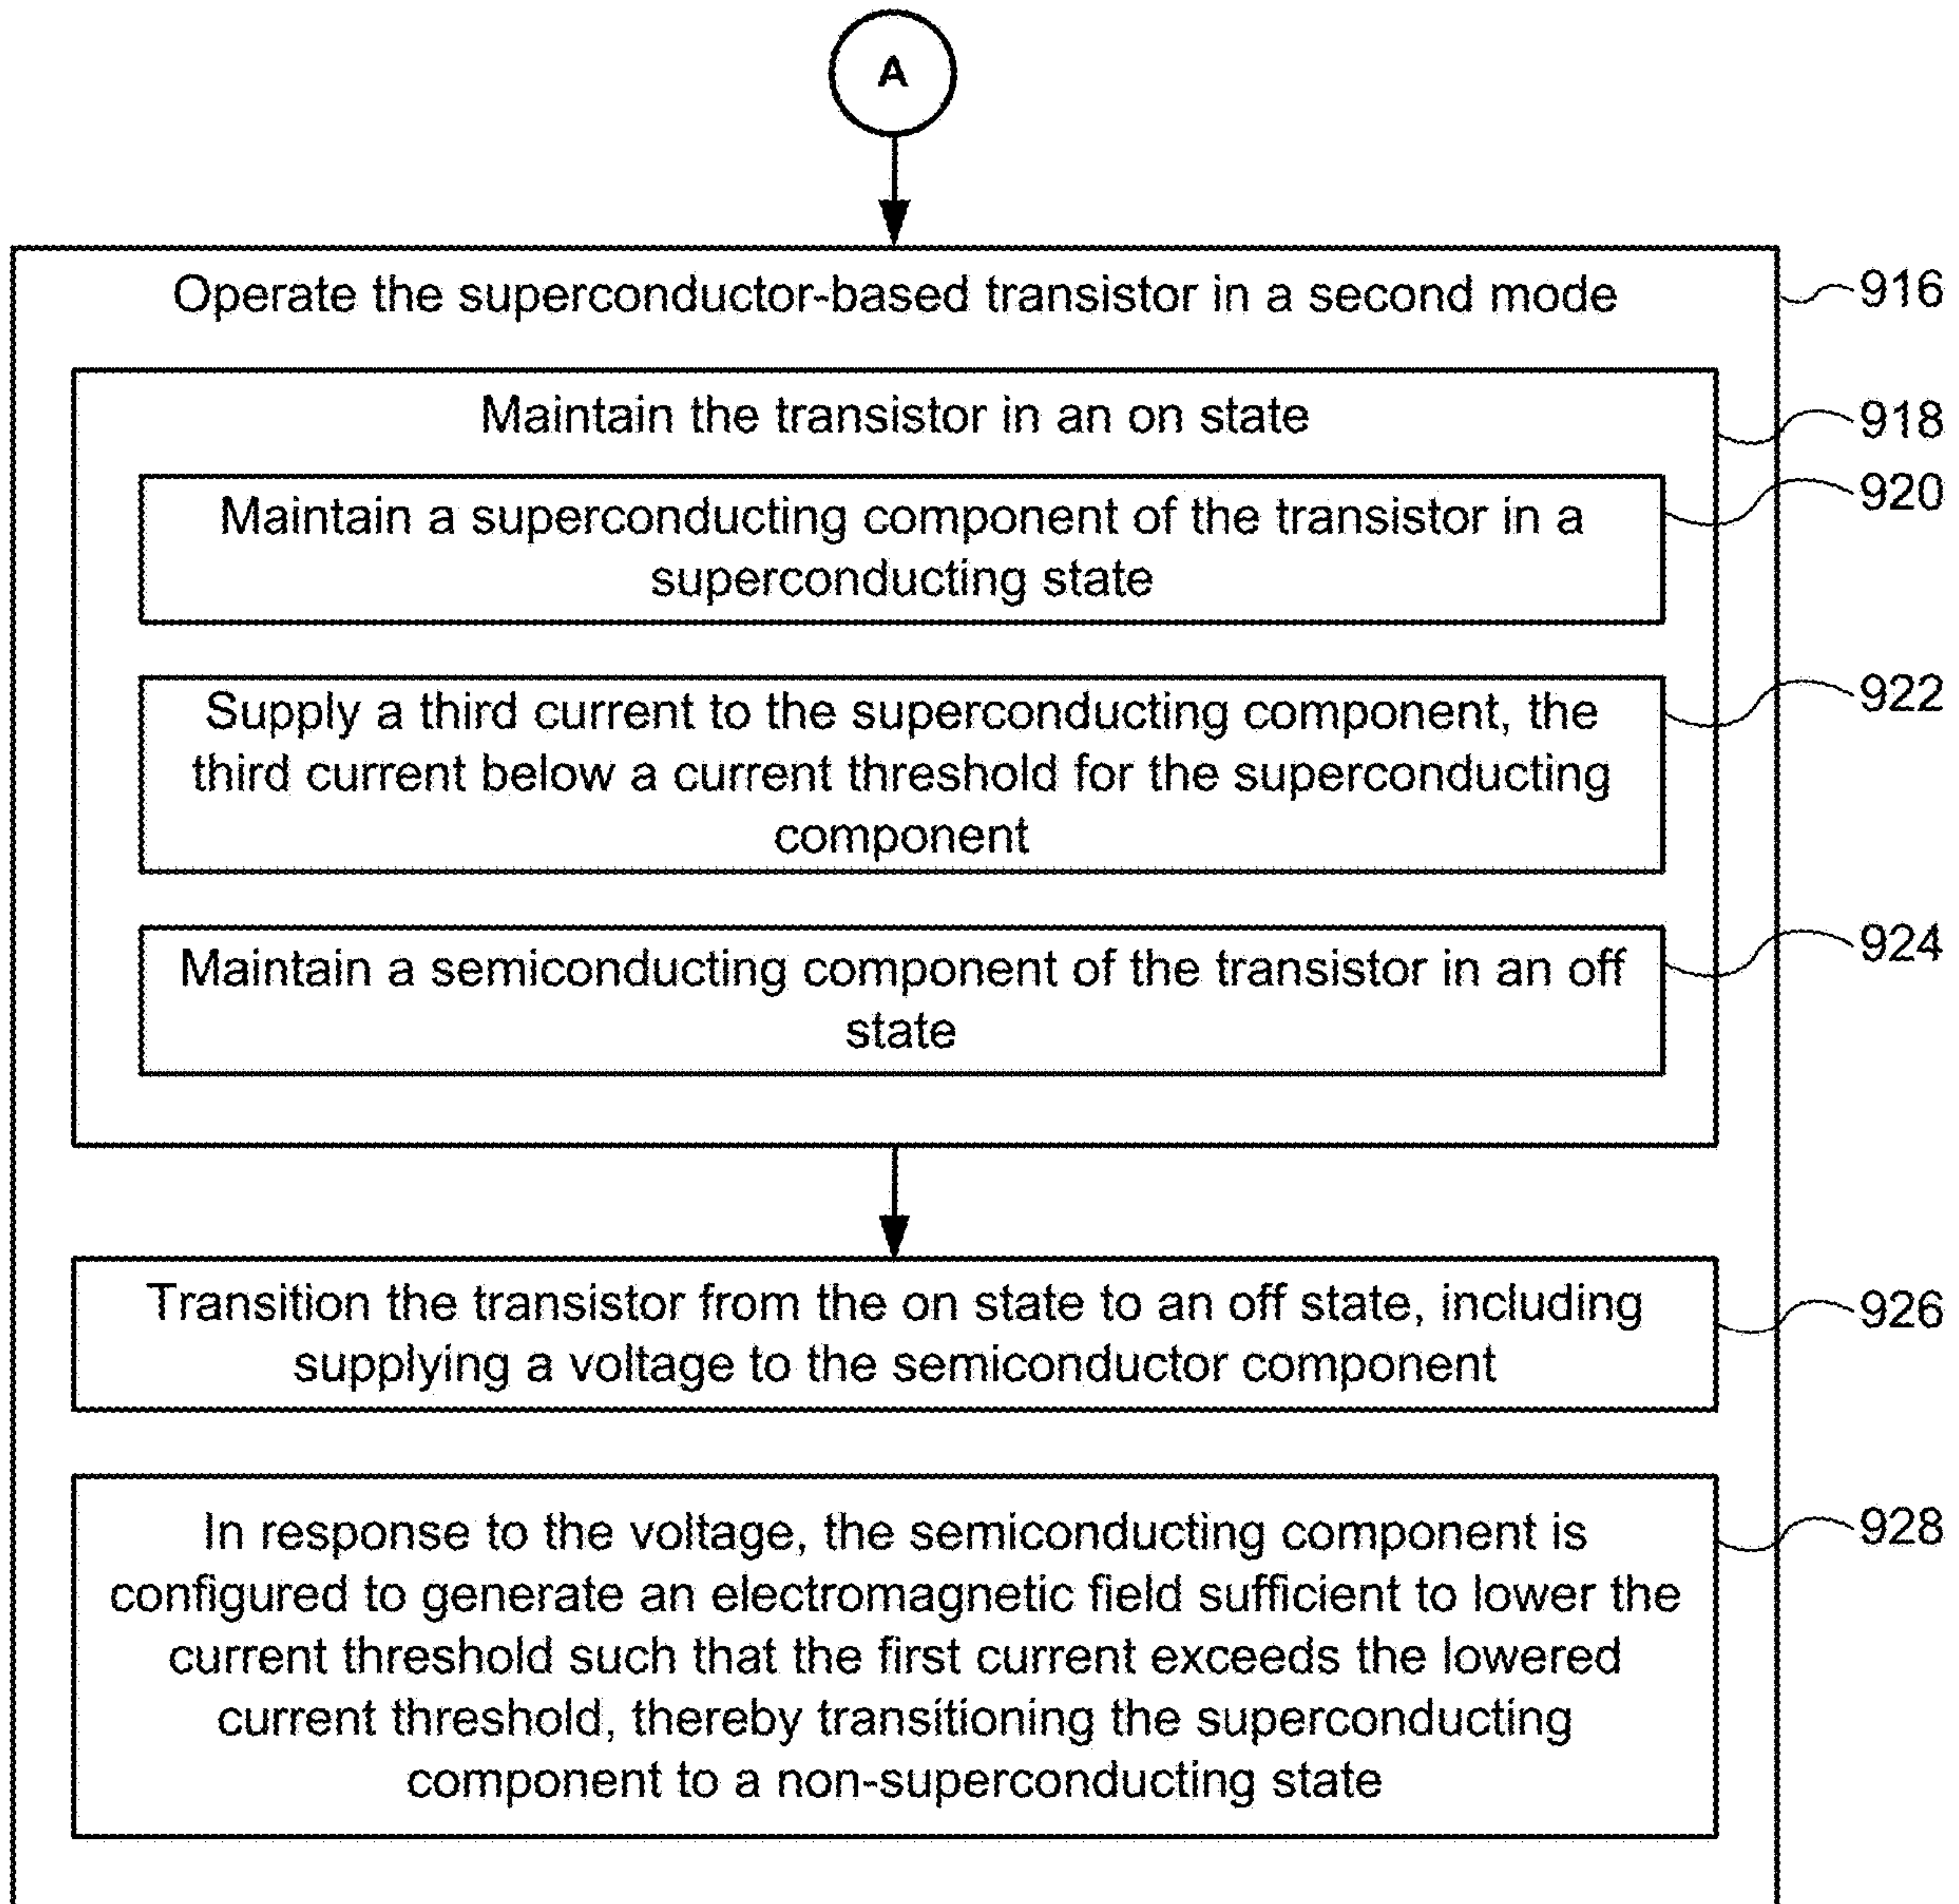 A
Operate the superconductor-based transistor in a second mode
916
Maintain the transistor in an on state
918
Maintain a superconducting component of the transistor in a
superconducting state
920
Supply a third current to the superconducting component, the
third current below a current threshold for the superconducting
component
922
Maintain a semiconducting component of the transistor in an off
state
924
Transition the transistor from the on state to an off state, including
supplying a voltage to the semiconductor component
926
In response to the voltage, the semiconducting component is
configured to generate an electromagnetic field sufficient to lower the
current threshold such that the first current exceeds the lowered
current threshold, thereby transitioning the superconducting
component to a non-superconducting state
928